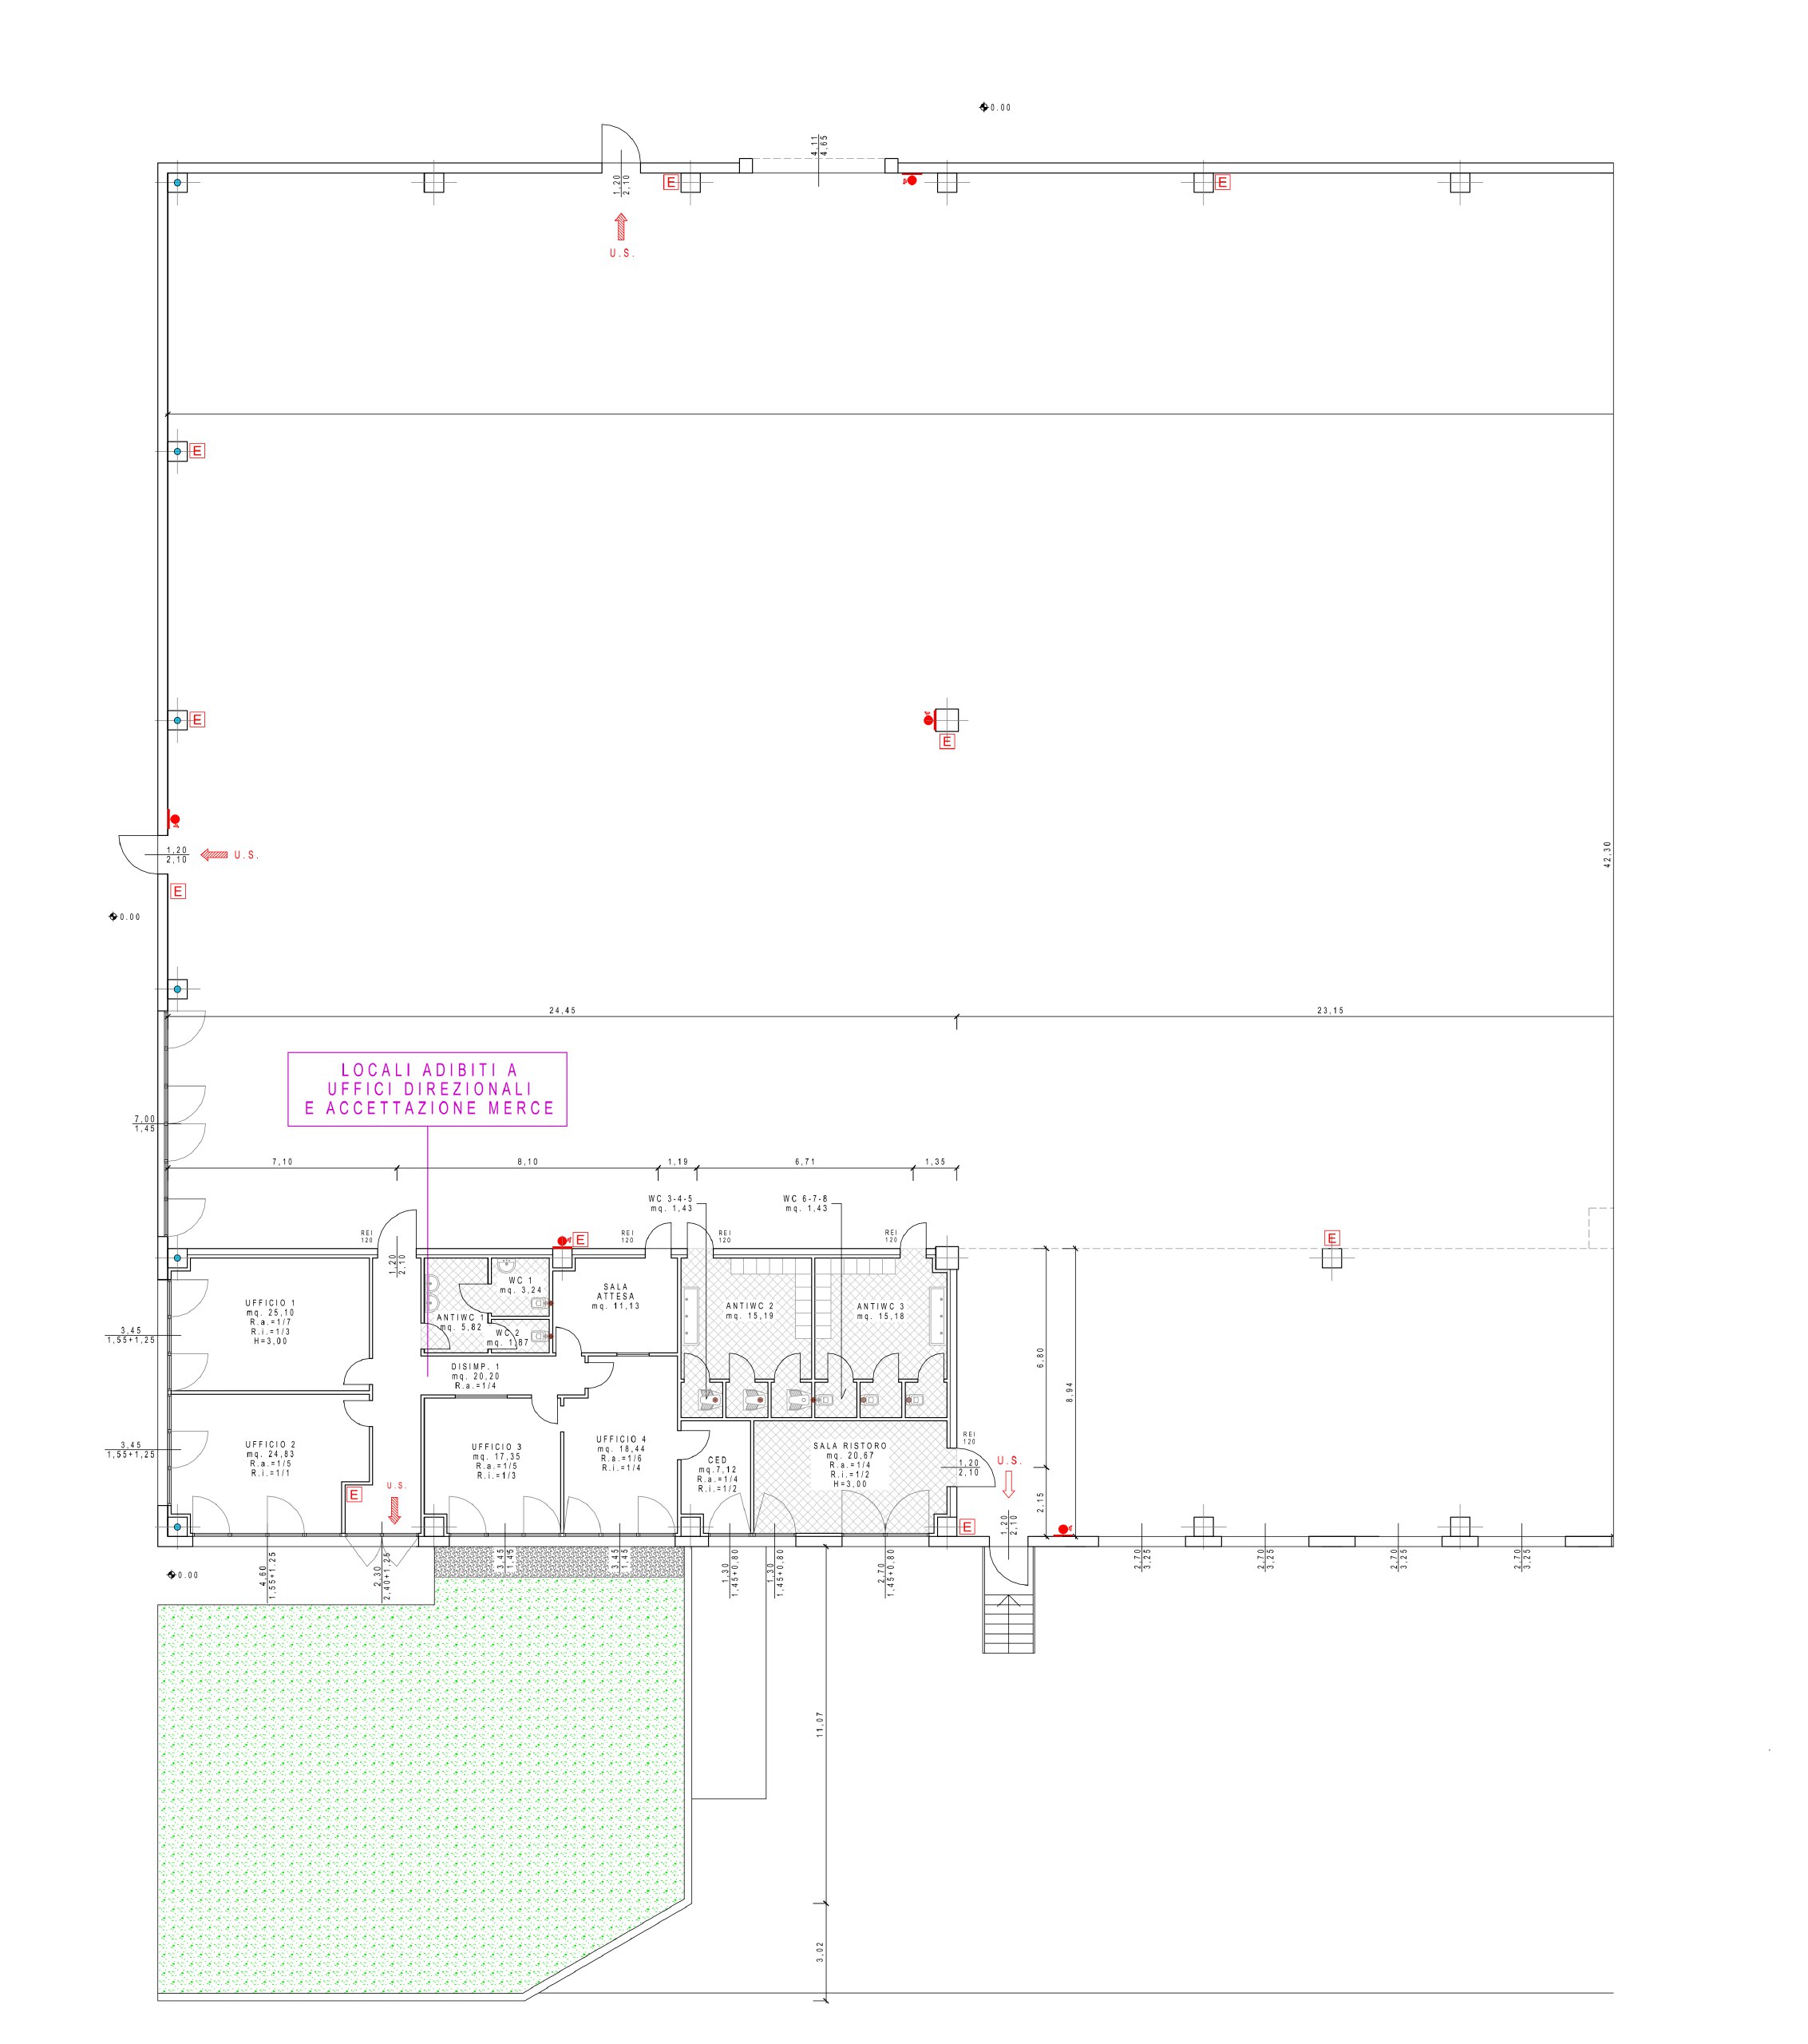 0.00
4,11
4,65
1,20
2,10
E
E
U.S.
E
E
E
1,20
2,10
U.S.
E
42,30
0.00
24,45
23,15
LOCALI ADIBITI A
UFFICI DIREZIONALI
E ACCETTAZIONE MERCE
7,00
1,45
7,10
8,10
1,19
6,71
1,35
WC 3-4-5
mq. 1,43
WC 6-7-8
mq. 1,43
REI
120
E
REI
120
REI
120
REI
120
E
1,20
2,10
UFFICIO 1
mq. 25,10
R.a.=1/7
R.i.=1/3
H=3,00
WC 1
mq. 3,24
ANTIWC 1
mq. 5,82
WC 2
mq. 1,87
SALA
ATTESA
mq. 11,13
ANTIWC 2
mq. 15,19
ANTIWC 3
mq. 15,18
3,45
1,55+1,25
DISIMP. 1
mq. 20,20
R.a.=1/4
6,80
8,94
3,45
1,55+1,25
UFFICIO 2
mq. 24,83
R.a.=1/5
R.i.=1/1
UFFICIO 3
mq. 17,35
R.a.=1/5
R.i.=1/3
UFFICIO 4
mq. 18,44
R.a.=1/6
R.i.=1/4
CED
mq.7,12
R.a.=1/4
R.i.=1/2
SALA RISTORO
mq. 20,67
R.a.=1/4
R.i.=1/2
H=3,00
REI
120
1,20
2,10
U.S.
E
U.S.
2,15
E
1,20
2,10
0.00
4,60
1,55+1,25
2,30
2,40+1,25
3,45
1,45
3,45
1,45
1,30
1,45+0,80
1,30
1,45+0,80
2,70
1,45+0,80
2,70
3,25
2,70
3,25
2,70
3,25
2,70
3,25
11,07
3,02